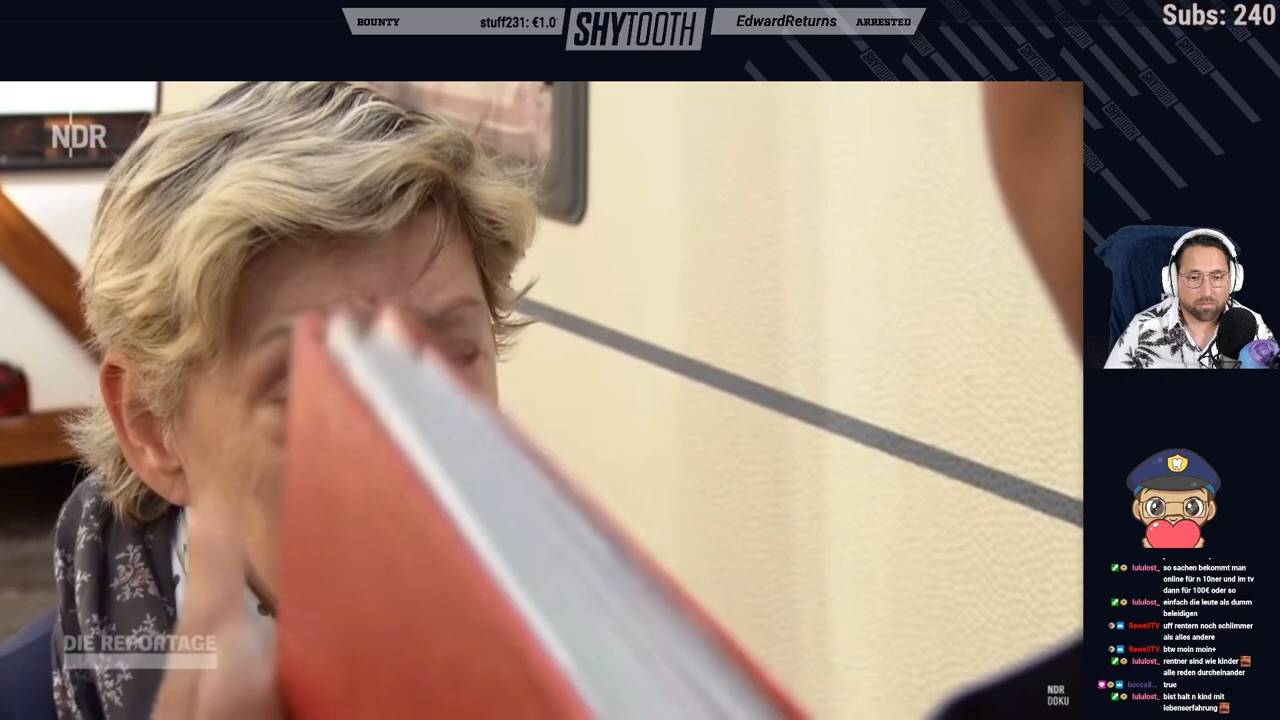 BOUNTY
stuff231: €1.0
SHYTOOTH
EdwardReturns
ARRESTED
Subs: 240
NDR
DIE REPORTAGE
NDR
DOKU
lululost_ so sachen bekommt man
online für n 10ner und im tv
dann für 100€ oder so
lululost_ einfach die leute als dumm
beleidigen
RewellTV uff rentern noch schlimmer
als alles andere
RewellTV btw moin moin+
lululost_ rentner sind wie kinder
alle reden durcheinander
becca9... true
lululost_ bist halt n kind mit
lebenserfahrung